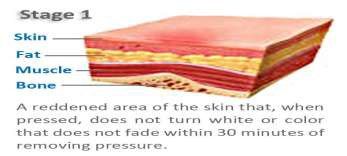 Stage 1
Skin
Fat
Muscle
Bone
A reddened area of the skin that, when
pressed, does not turn white or color
that does not fade within 30 minutes of
removing pressure.